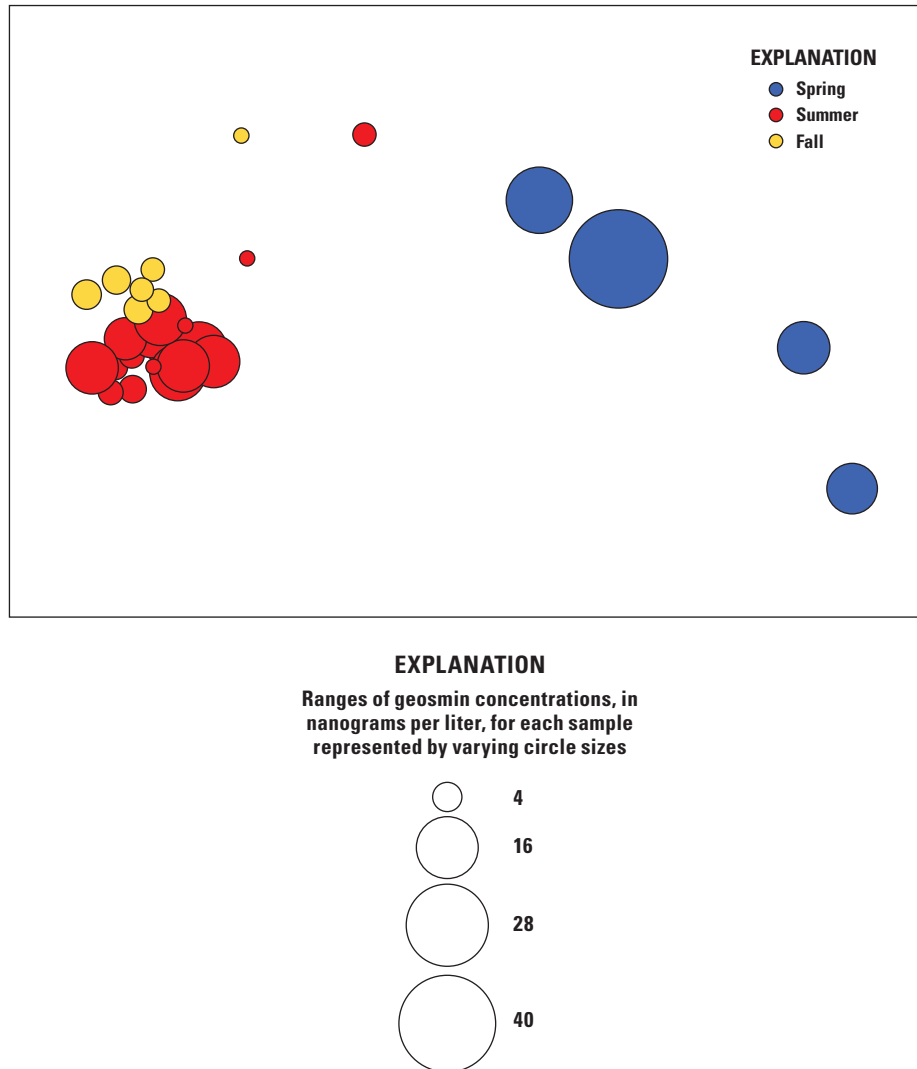 EXPLANATION
Spring
Summer
Fall
EXPLANATION
Ranges of geosmin concentrations, in
nanograms per liter, for each sample
represented by varying circle sizes
4
16
28
40